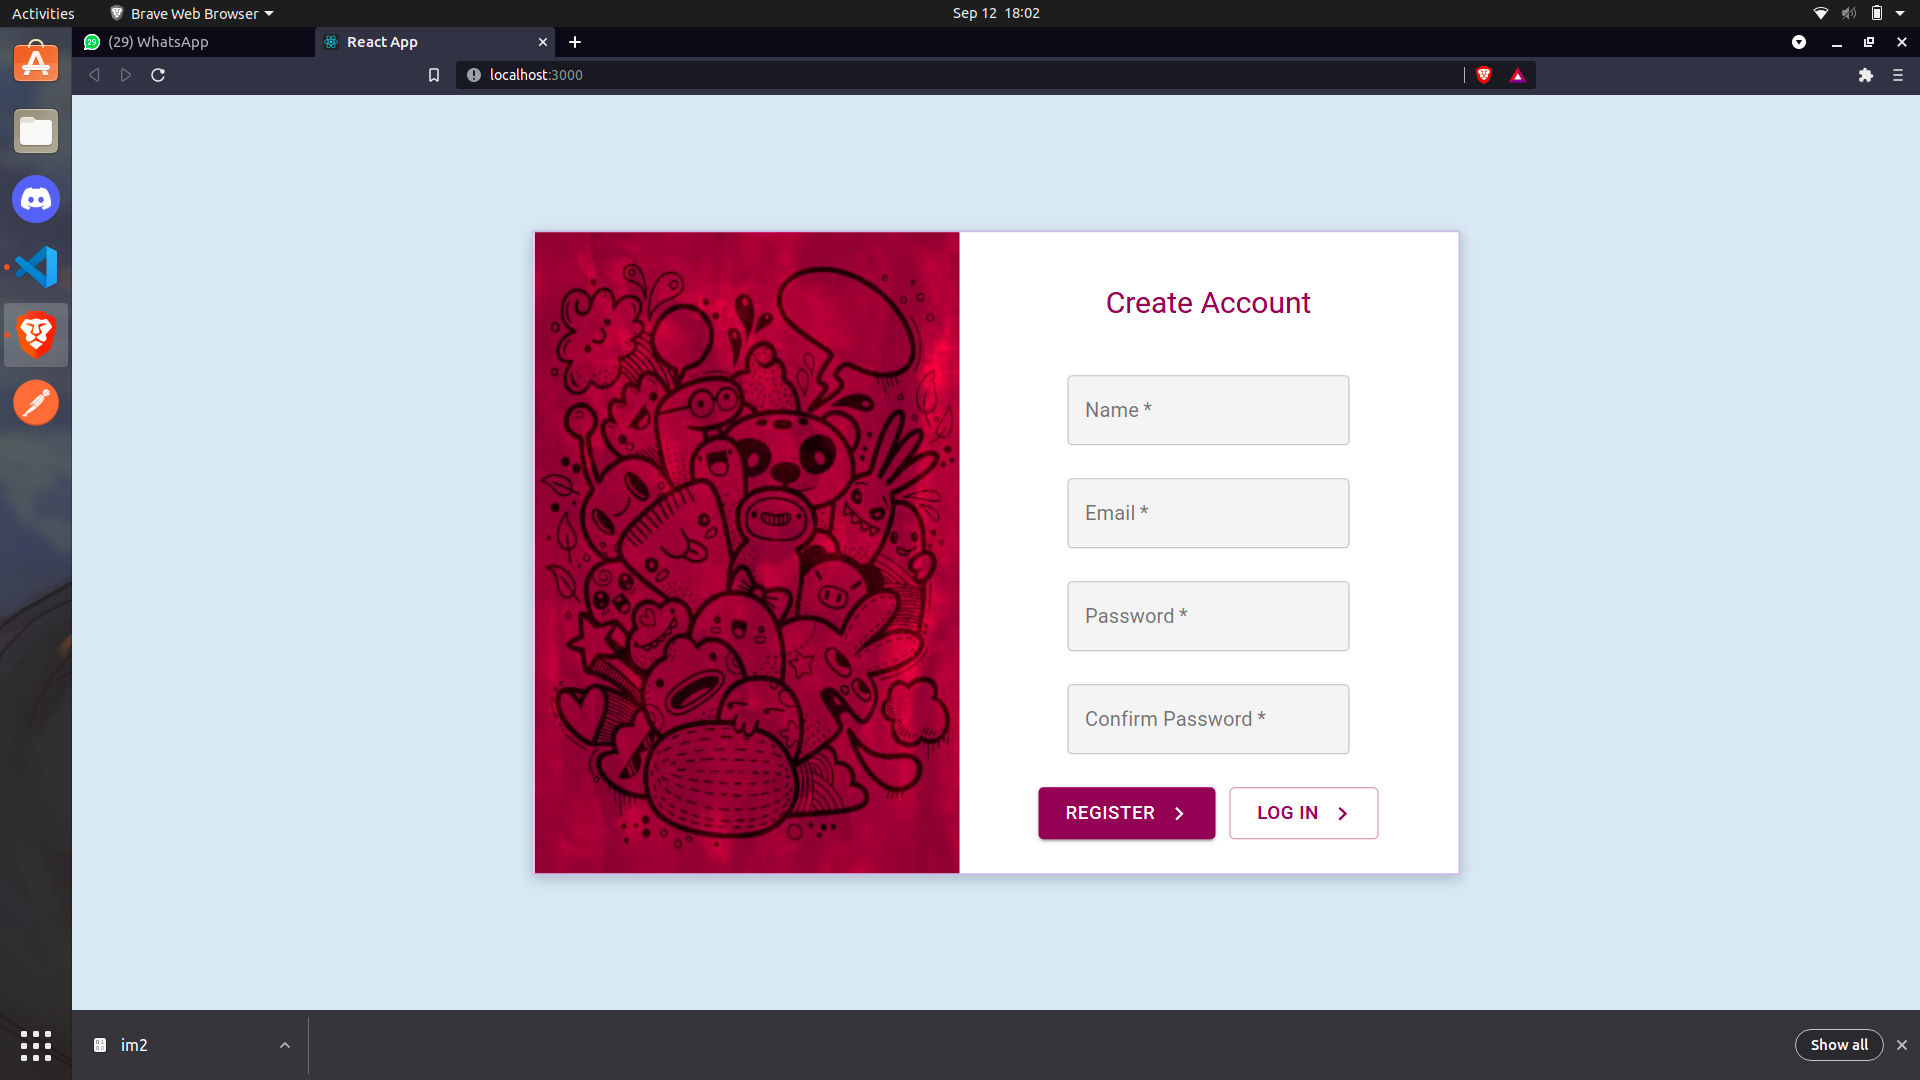 Activities
Brave Web Browser
Sep 12 18:02
29
(29) WhatsApp
React App
localhost:3000
Create Account
Name *
Email *
Password *
Confirm Password *
REGISTER
LOG IN
im2
Show all